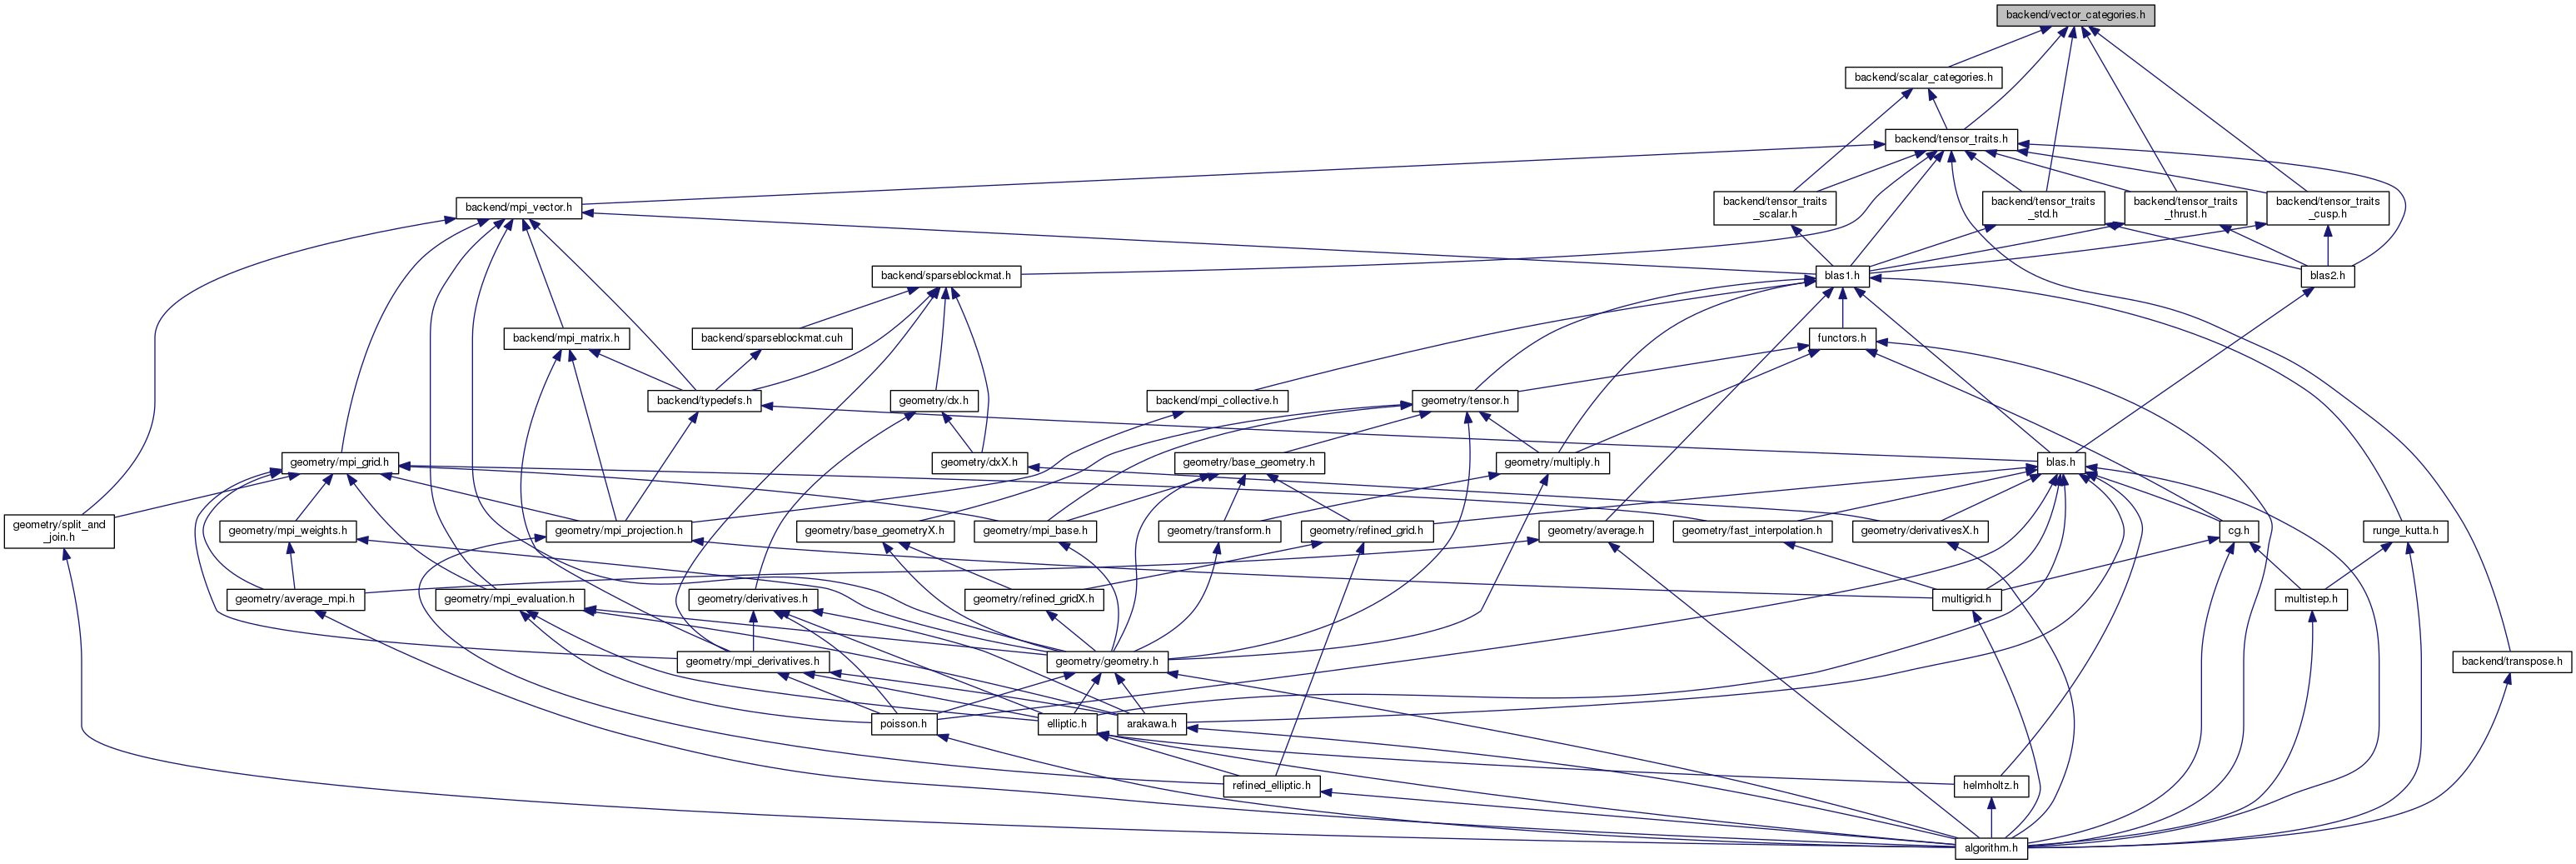 backend/vector_categories.h
backend/scalar_categories.h
backend/tensor_traits.h
backend/mpi_vector.h
backend/tensor_traits
_scalar.h
backend/tensor_traits
_std.h
backend/tensor_traits
_thrust.h
backend/tensor_traits
_cusp.h
backend/sparseblockmat.h
blas1.h
blas2.h
backend/mpi_matrix.h
backend/sparseblockmat.cuh
functors.h
backend/typedefs.h
geometry/dx.h
backend/mpi_collective.h
geometry/tensor.h
geometry/mpi_grid.h
geometry/dxX.h
geometry/base_geometry.h
geometry/multiply.h
blas.h
geometry/split_and
_join.h
geometry/mpi_weights.h
geometry/mpi_projection.h
geometry/base_geometryX.h
geometry/mpi_base.h
geometry/transform.h
geometry/refined_grid.h
geometry/average.h
geometry/fast_interpolation.h
geometry/derivativesX.h
cg.h
runge_kutta.h
geometry/average_mpi.h
geometry/mpi_evaluation.h
geometry/derivatives.h
geometry/refined_gridX.h
multigrid.h
multistep.h
geometry/mpi_derivatives.h
geometry/geometry.h
backend/transpose.h
poisson.h
elliptic.h
arakawa.h
refined_elliptic.h
helmholtz.h
algorithm.h